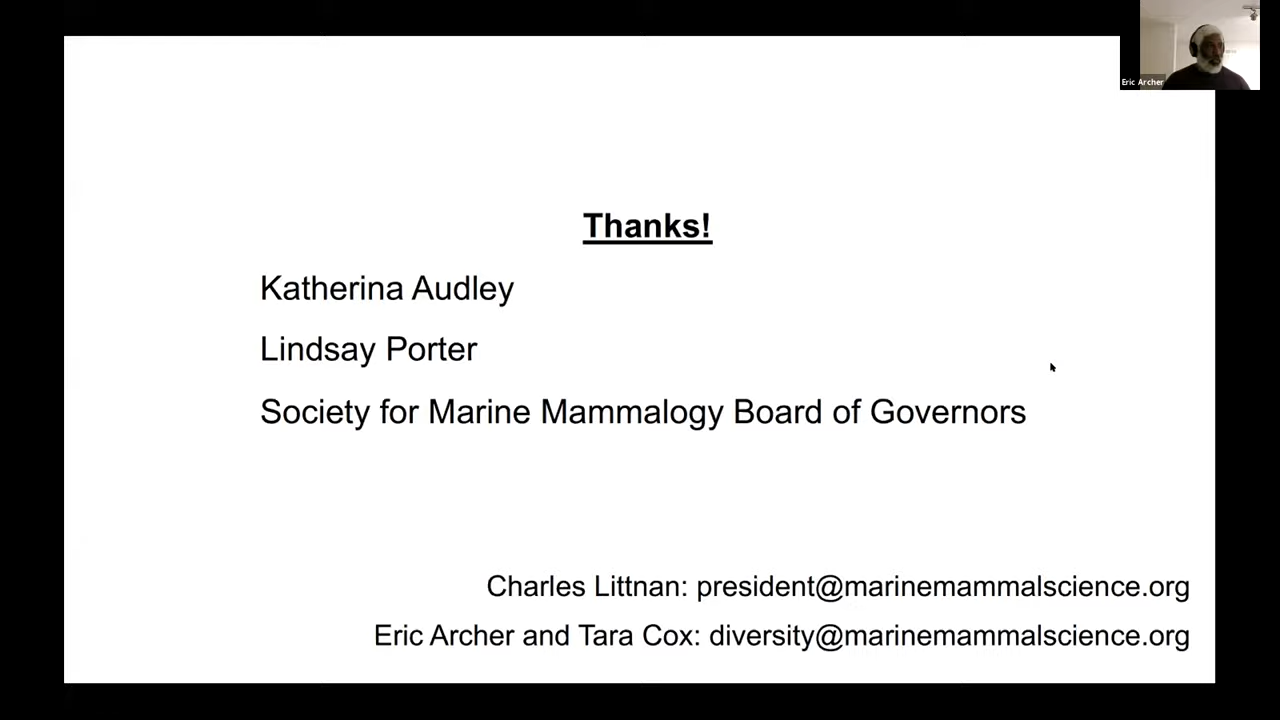 Eric Archer
Thanks!
Katherina Audley
Lindsay Porter
Society for Marine Mammalogy Board of Governors
Charles Littnan: president@marinemammalscience.org
Eric Archer and Tara Cox: diversity@marinemammalscience.org